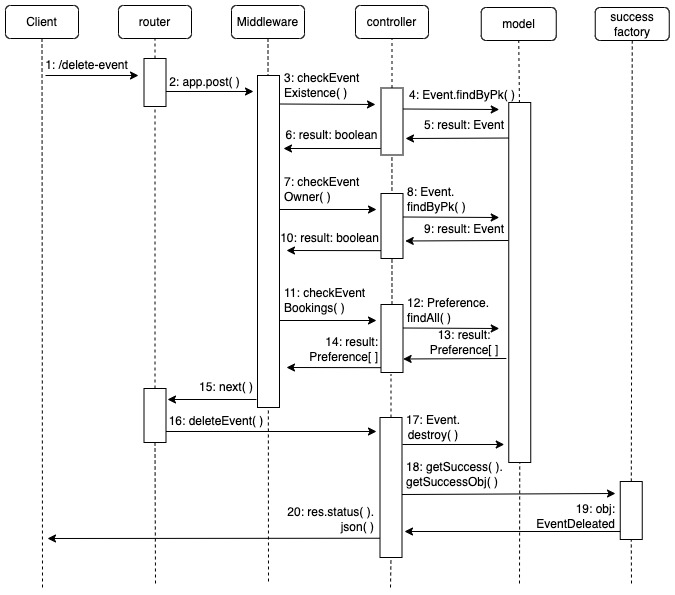 Client
router
Middleware
controller
model
success
factory
1: /delete-event
2: app.post( )
3: checkEvent
Existence( )
4: Event.findByPk( )
5: result: Event
6: result: boolean
7: checkEvent
Owner( )
8: Event.
findByPk( )
9: result: Event
10: result: boolean
11: checkEvent
Bookings( )
12: Preference.
findAll( )
13: result:
Preference[ ]
14: result:
Preference[ ]
15: next( )
16: deleteEvent( )
17: Event.
destroy( )
18: getSuccess( ).
getSuccessObj( )
19: obj:
EventDeleated
20: res.status( ).
json( )